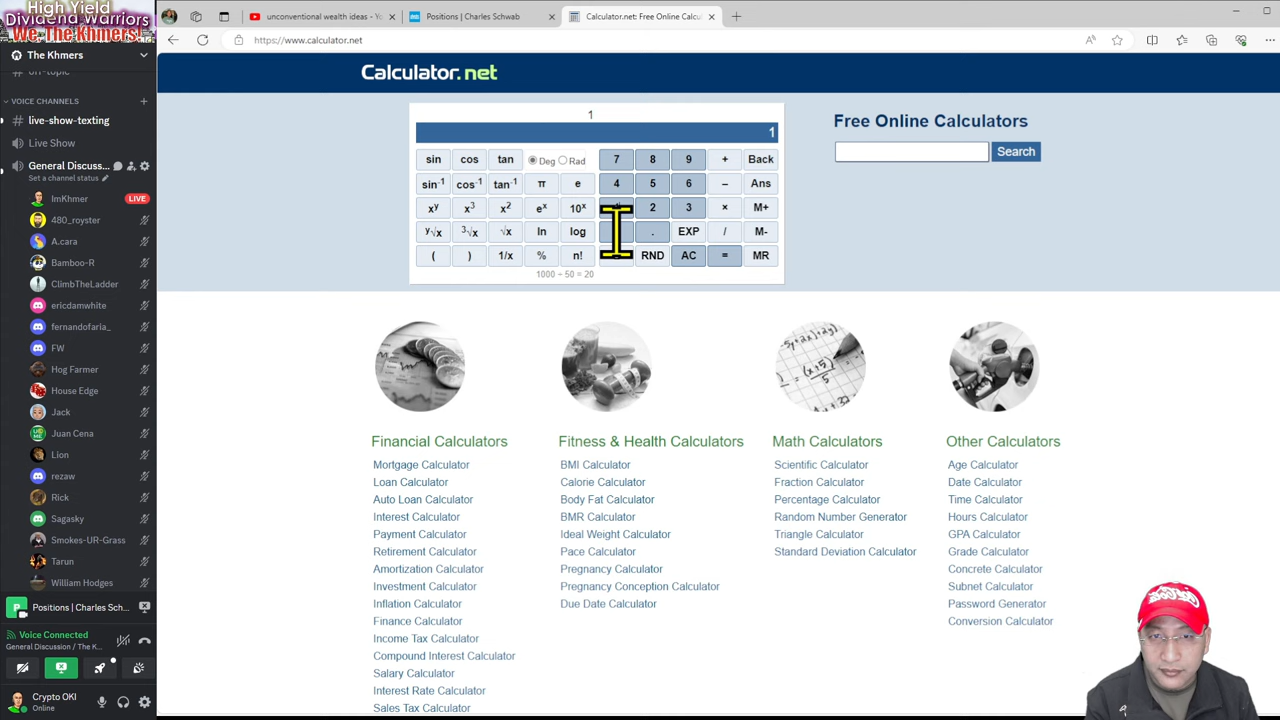 High Yield
Dividend Warriors
We, The Khmers!
The Khmers
off-topic
VOICE CHANNELS
live-show-texting
Live Show
General Discuss...
Set a channel status
ImKhmer
LIVE
480_royster
A.cara
Bamboo-R
ClimbTheLadder
ericdamwhite
fernandofaria_
FW
Hog Farmer
House Edge
Jack
Juan Cena
Lion
rezaw
Rick
Sagasky
Smokes-UR-Grass
Tarun
William Hodges
Positions | Charles Sch...
Voice Connected
General Discussion / The K...
Crypto OKI
Online
unconventional wealth ideas - Yo
Positions | Charles Schwab
Calculator.net: Free Online Calcu
https://www.calculator.net
Calculator.net
1
1
sin cos tan Deg Rad 7 8 9 + Back
sin-1 cos-1 tan-1 π e 4 5 6 – Ans
xy x3 x2 ex 10x 2 3 × M+
y√x 3√x √x ln log . EXP / M-
( ) 1/x % n! RND AC = MR
1000 ÷ 50 = 20
Free Online Calculators
Search
Financial Calculators
Mortgage Calculator
Loan Calculator
Auto Loan Calculator
Interest Calculator
Payment Calculator
Retirement Calculator
Amortization Calculator
Investment Calculator
Inflation Calculator
Finance Calculator
Income Tax Calculator
Compound Interest Calculator
Salary Calculator
Interest Rate Calculator
Sales Tax Calculator
Fitness & Health Calculators
BMI Calculator
Calorie Calculator
Body Fat Calculator
BMR Calculator
Ideal Weight Calculator
Pace Calculator
Pregnancy Calculator
Pregnancy Conception Calculator
Due Date Calculator
Math Calculators
Scientific Calculator
Fraction Calculator
Percentage Calculator
Random Number Generator
Triangle Calculator
Standard Deviation Calculator
Other Calculators
Age Calculator
Date Calculator
Time Calculator
Hours Calculator
GPA Calculator
Grade Calculator
Concrete Calculator
Subnet Calculator
Password Generator
Conversion Calculator